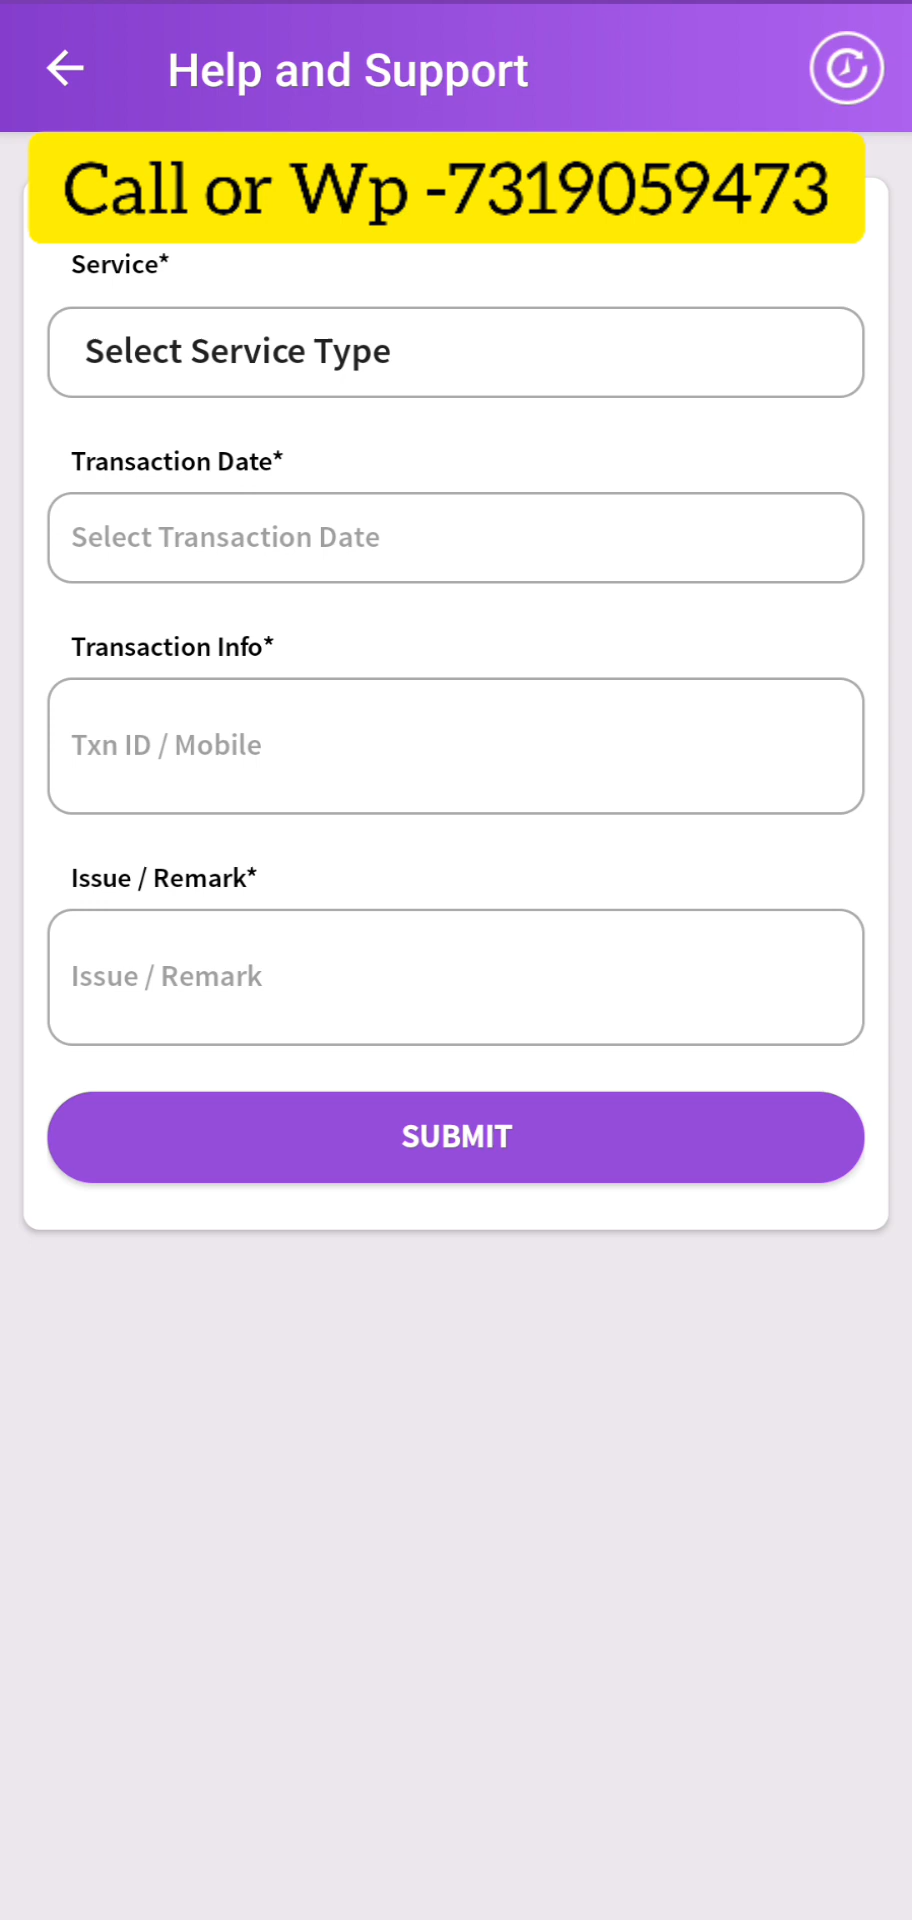 Help and Support
Call or Wp -7319059473
Service*
Select Service Type
Transaction Date*
Select Transaction Date
Transaction Info*
Txn ID / Mobile
Issue / Remark*
Issue / Remark
SUBMIT